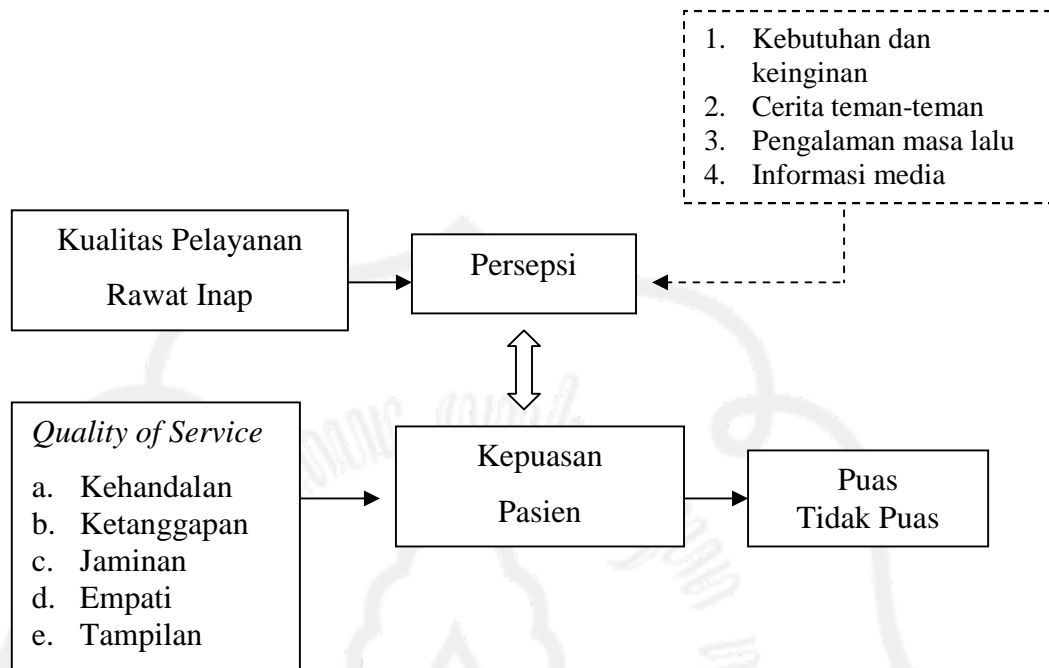 1. Kebutuhan dan
keinginan
2. Cerita teman-teman
3. Pengalaman masa lalu
4. Informasi media
Kualitas Pelayanan
Rawat Inap
Persepsi
Quality of Service
a. Kehandalan
b. Ketanggapan
c. Jaminan
d. Empati
e. Tampilan
Kepuasan
Pasien
Puas
Tidak Puas